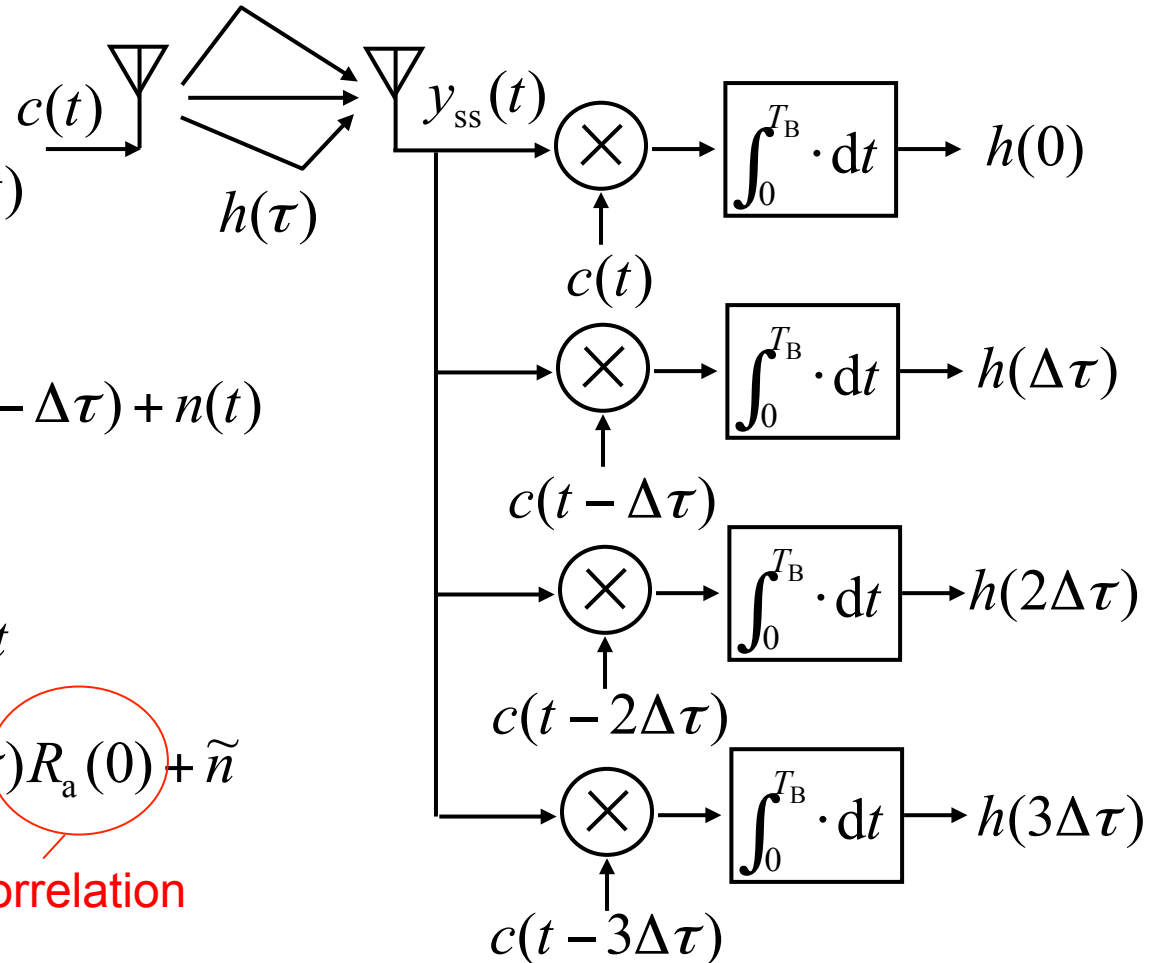 c(t)
y_ss(t)
∫_0^{T_B} · dt
h(0)
t)
h(τ)
c(t)
− Δτ) + n(t)
∫_0^{T_B} · dt
h(Δτ)
c(t − Δτ)
∫_0^{T_B} · dt
h(2Δτ)
t
c(t − 2Δτ)
)R_a(0) + ñ
∫_0^{T_B} · dt
h(3Δτ)
orrelation
c(t − 3Δτ)